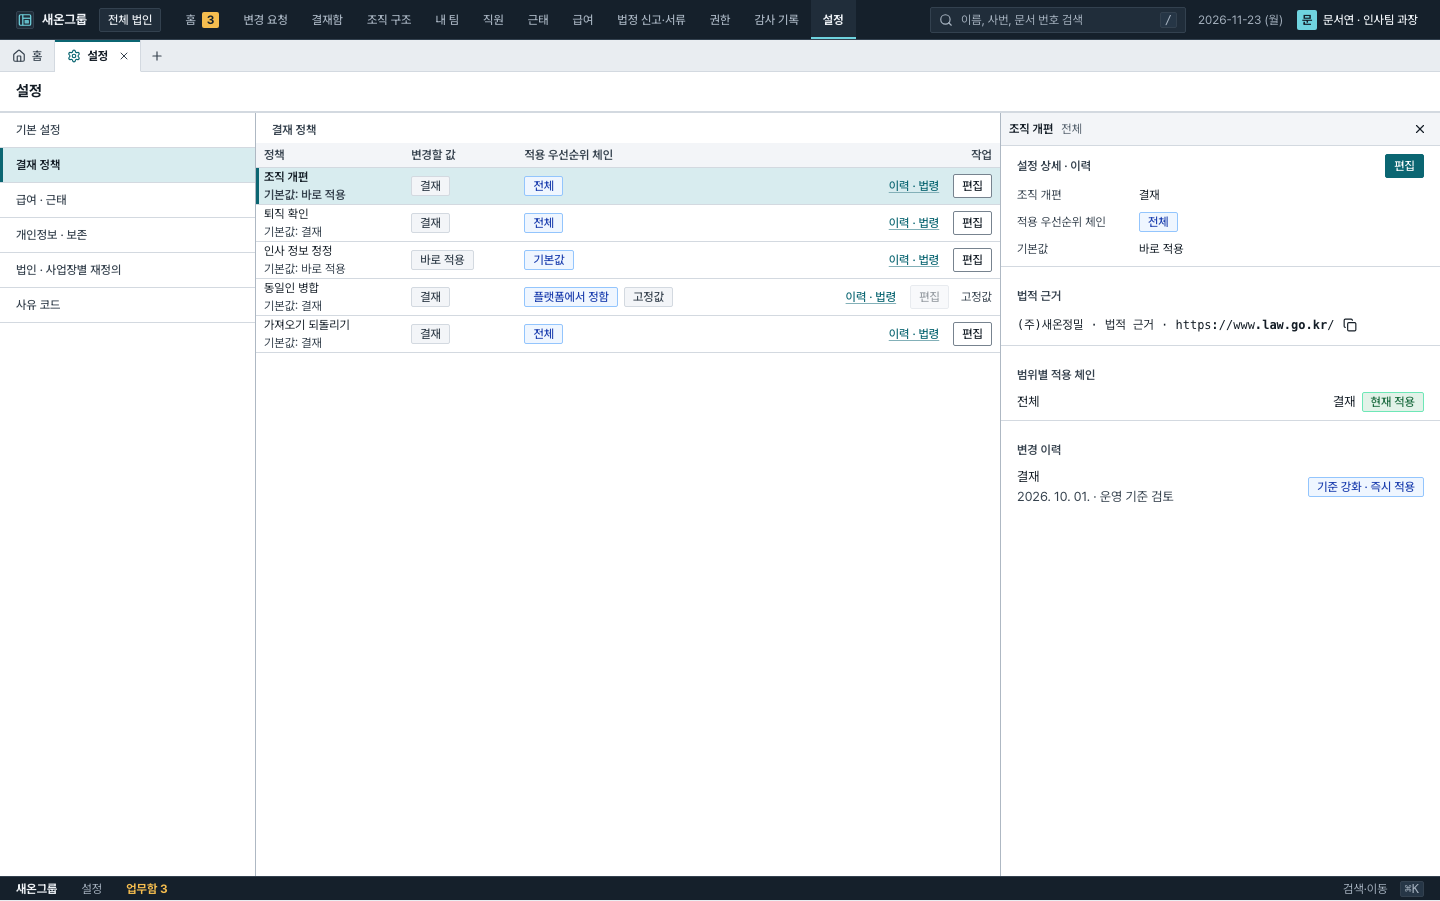 새온그룹 전체 법인 홈 3 변경 요청 결재함 조직 구조 내 팀 직원 근태 급여 법정 신고·서류 권한 감사 기록 설정 이름, 사번, 문서 번호 검색 / 2026-11-23 (월) 문 문서연 · 인사팀 과장
홈 설정
설정
기본 설정
결재 정책
급여 · 근태
개인정보 · 보존
법인 · 사업장별 재정의
사유 코드
결재 정책
정책 변경할 값 적용 우선순위 체인 작업
조직 개편
기본값: 바로 적용
결재 전체 이력 · 법령 편집
퇴직 확인
기본값: 결재
결재 전체 이력 · 법령 편집
인사 정보 정정
기본값: 바로 적용
바로 적용 기본값 이력 · 법령 편집
동일인 병합
기본값: 결재
결재 플랫폼에서 정함 고정값 이력 · 법령 편집 고정값
가져오기 되돌리기
기본값: 결재
결재 전체 이력 · 법령 편집
조직 개편 전체
설정 상세 · 이력 편집
조직 개편 결재
적용 우선순위 체인 전체
기본값 바로 적용
법적 근거
(주)새온정밀 · 법적 근거 · https://www.law.go.kr/
범위별 적용 체인
전체 결재 현재 적용
변경 이력
결재
2026. 10. 01. · 운영 기준 검토
기준 강화 · 즉시 적용
새온그룹 설정 업무함 3 검색·이동 ⌘K